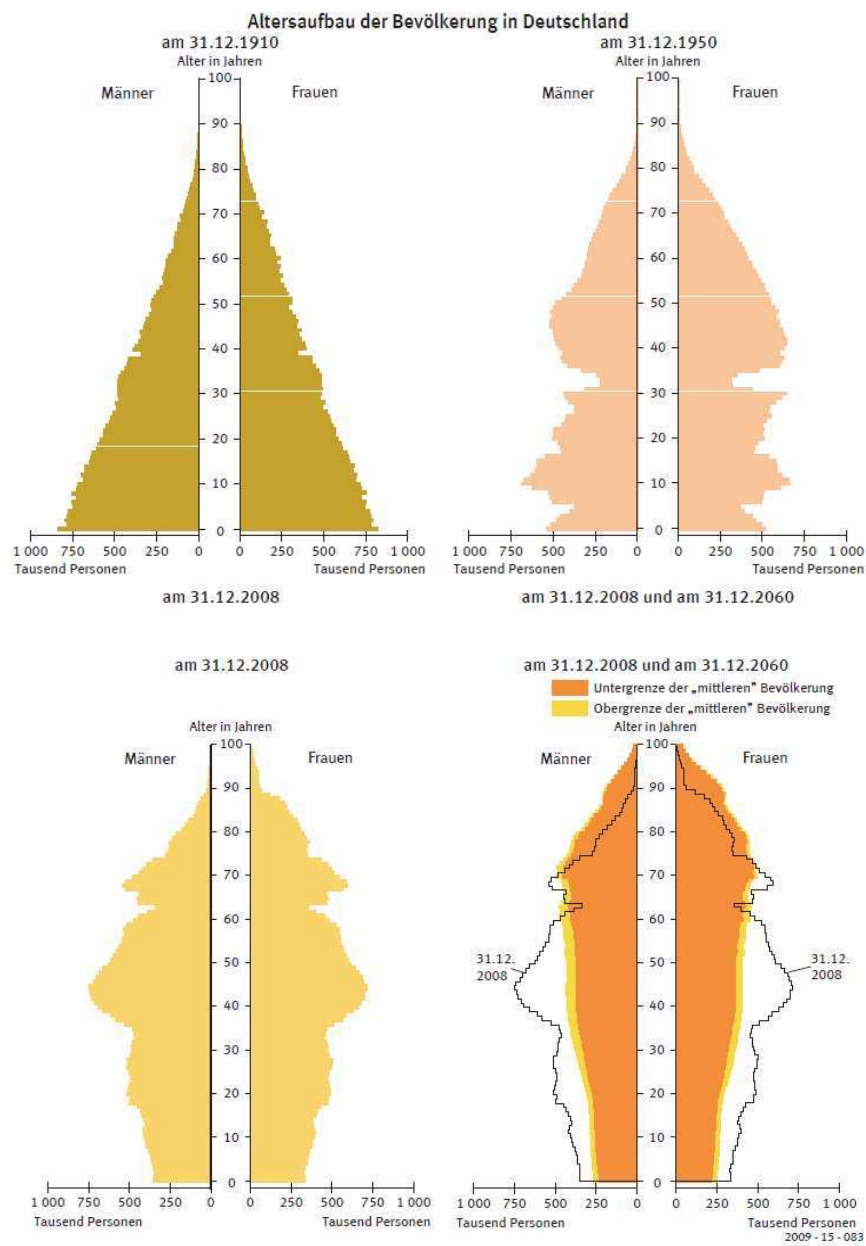 Altersaufbau der Bevölkerung in Deutschland
am 31.12.1910
Alter in Jahren
Männer
Frauen
100
90
80
70
60
50
40
30
20
10
0
1 000 750 500 250 0
0 250 500 750 1 000
Tausend Personen
Tausend Personen
am 31.12.1950
Alter in Jahren
Männer
Frauen
100
90
80
70
60
50
40
30
20
10
0
1 000 750 500 250 0
0 250 500 750 1 000
Tausend Personen
Tausend Personen
am 31.12.2008
am 31.12.2008 und am 31.12.2060
am 31.12.2008
Alter in Jahren
Männer
Frauen
100
90
80
70
60
50
40
30
20
10
0
1 000 750 500 250 0
0 250 500 750 1 000
Tausend Personen
Tausend Personen
am 31.12.2008 und am 31.12.2060
Untergrenze der „mittleren” Bevölkerung
Obergrenze der „mittleren” Bevölkerung
Alter in Jahren
Männer
Frauen
100
90
80
70
60
50
40
30
20
10
0
31.12.
2008
31.12.
2008
1 000 750 500 250 0
0 250 500 750 1 000
Tausend Personen
Tausend Personen
2009 - 15 - 083